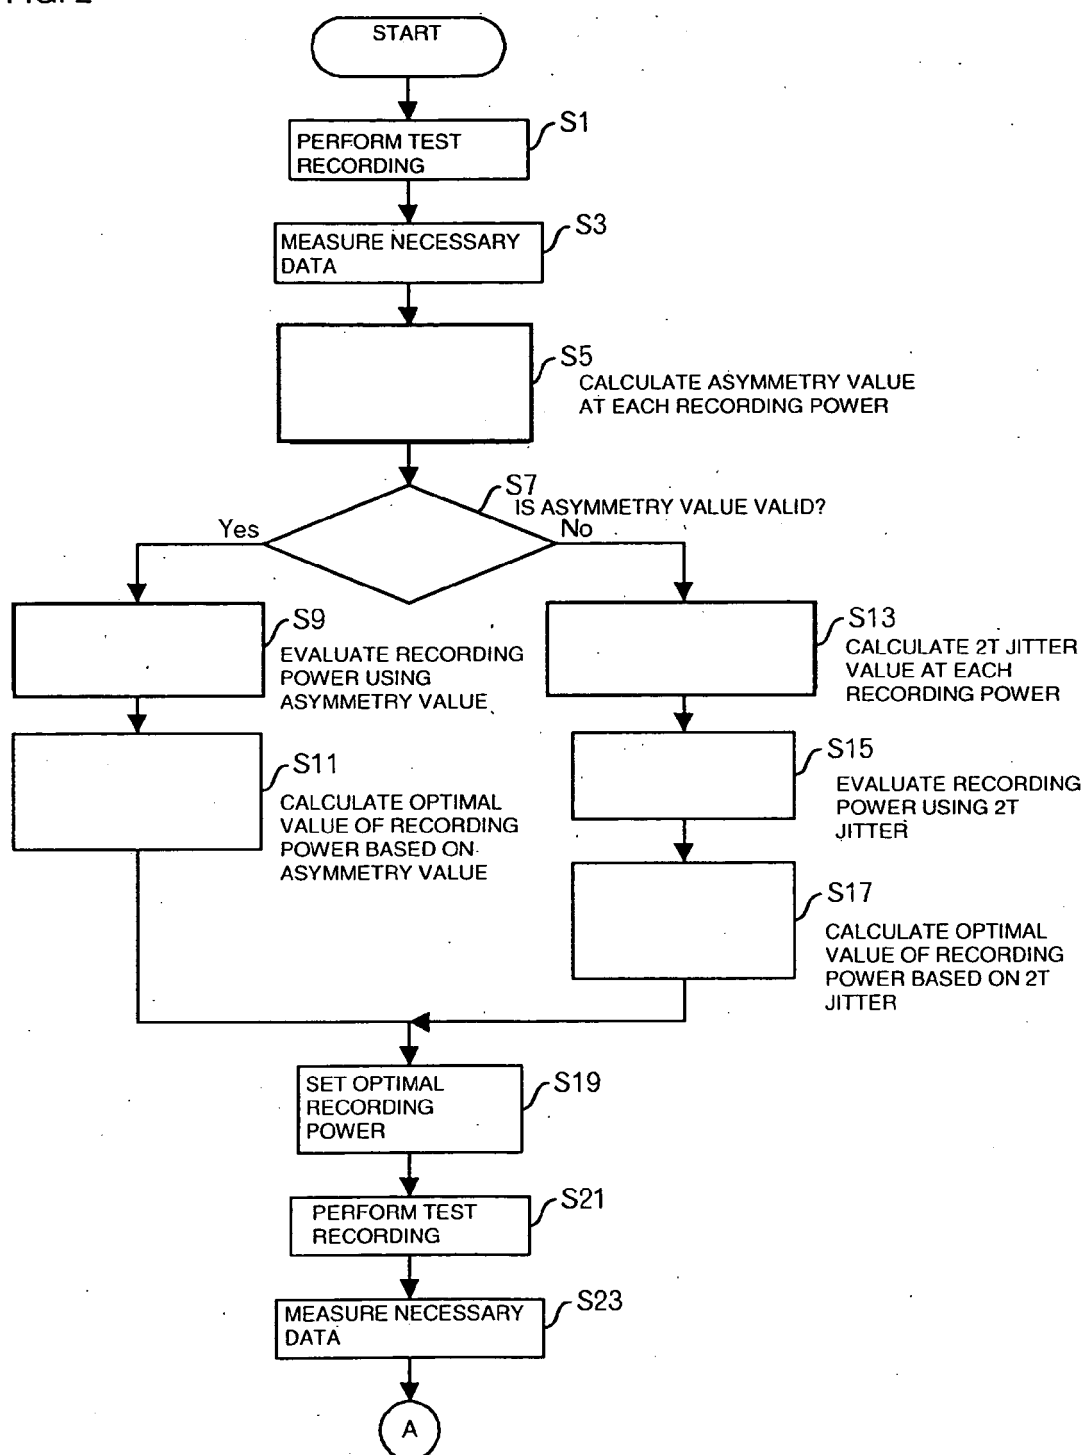 START
S1
PERFORM TEST
RECORDING
S3
MEASURE NECESSARY
DATA
S5
CALCULATE ASYMMETRY VALUE
AT EACH RECORDING POWER
S7
IS ASYMMETRY VALUE VALID?
Yes
No
S9
EVALUATE RECORDING
POWER USING
ASYMMETRY VALUE
S13
CALCULATE 2T JITTER
VALUE AT EACH
RECORDING POWER
S11
CALCULATE OPTIMAL
VALUE OF RECORDING
POWER BASED ON
ASYMMETRY VALUE
S15
EVALUATE RECORDING
POWER USING 2T
JITTER
S17
CALCULATE OPTIMAL
VALUE OF RECORDING
POWER BASED ON 2T
JITTER
S19
SET OPTIMAL
RECORDING
POWER
S21
PERFORM TEST
RECORDING
S23
MEASURE NECESSARY
DATA
A